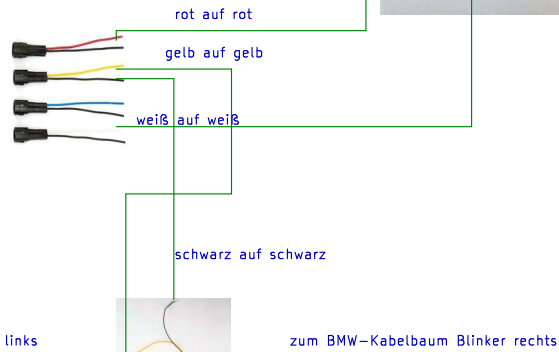 rot auf rot
gelb auf gelb
weiß auf weiß
schwarz auf schwarz
links
zum BMW-Kabelbaum Blinker rechts